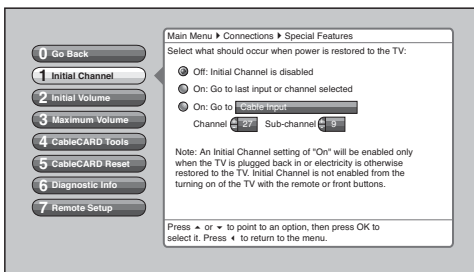 Main Menu ▶ Connections ▶ Special Features
0 Go Back
1 Initial Channel
2 Initial Volume
3 Maximum Volume
4 CableCARD Tools
5 CableCARD Reset
6 Diagnostic Info
7 Remote Setup
Select what should occur when power is restored to the TV:
Off: Initial Channel is disabled
On: Go to last input or channel selected
On: Go to Cable Input
Channel 27 Sub-channel 9
Note: An Initial Channel setting of "On" will be enabled only
when the TV is plugged back in or electricity is otherwise
restored to the TV. Initial Channel is not enabled from the
turning on of the TV with the remote or front buttons.
Press ▲ or ▼ to point to an option, then press OK to
select it. Press ◀ to return to the menu.